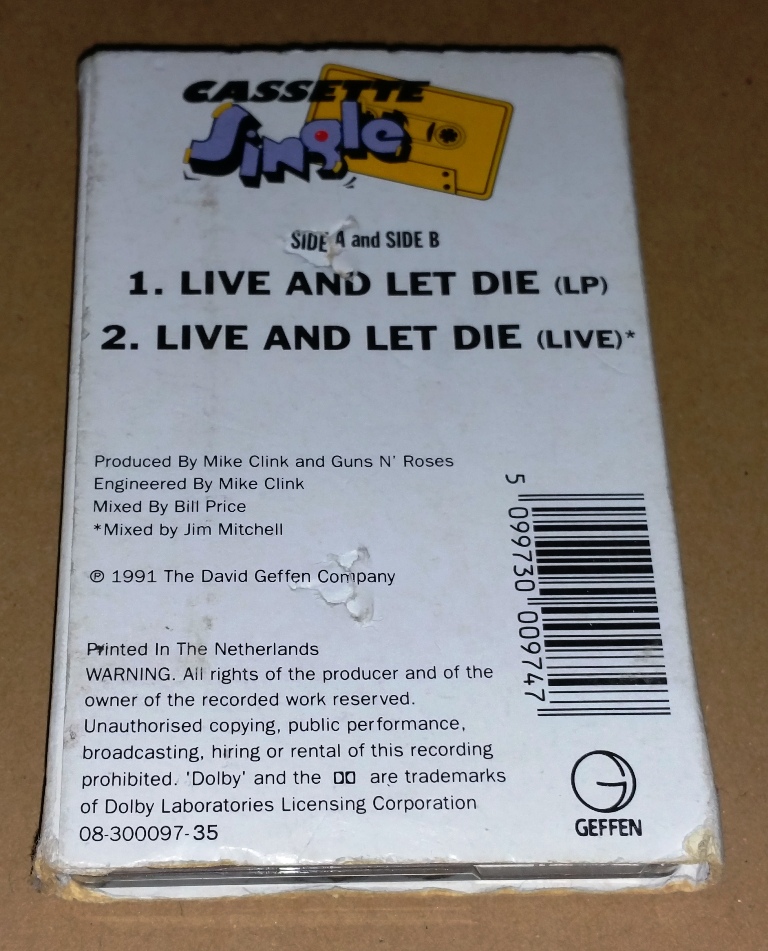 CASSETTE
Single
SIDE A and SIDE B
1. LIVE AND LET DIE (LP)
2. LIVE AND LET DIE (LIVE)*
Produced By Mike Clink and Guns N' Roses
Engineered By Mike Clink
Mixed By Bill Price
*Mixed by Jim Mitchell
℗ 1991 The David Geffen Company
Printed In The Netherlands
WARNING. All rights of the producer and of the
owner of the recorded work reserved.
Unauthorised copying, public performance,
broadcasting, hiring or rental of this recording
prohibited. 'Dolby' and the are trademarks
of Dolby Laboratories Licensing Corporation
08-300097-35
5 099730 009747
GEFFEN